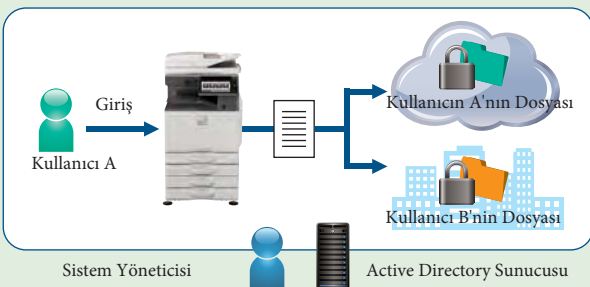 Giriş
Kullanıcı A
Kullanıcın A'nın Dosyası
Kullanıcı B'nin Dosyası
Sistem Yöneticisi
Active Directory Sunucusu